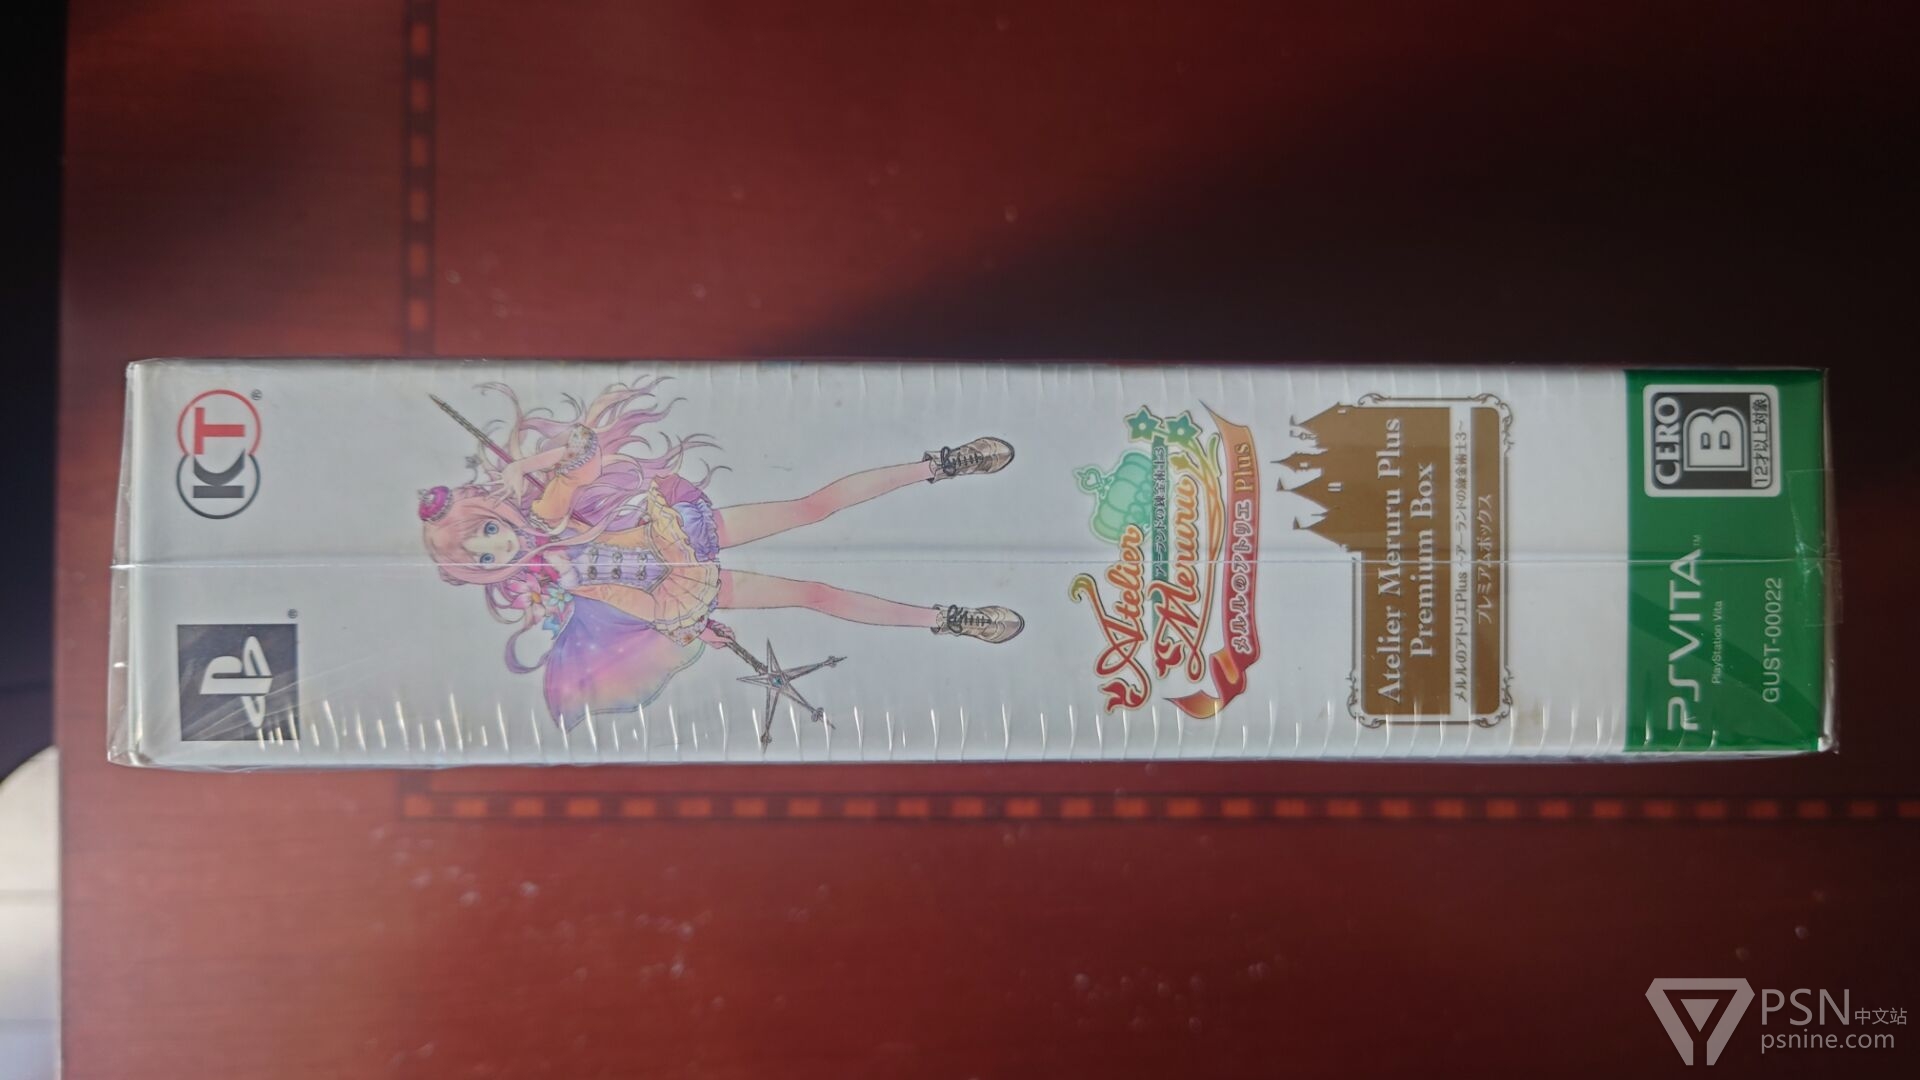 PSVITA™
PlayStation Vita
GUST-00022
CERO
B
12才以上対象
Atelier Meruru Plus
Premium Box
メルルのアトリエPlus ～アーランドの錬金術士3～
プレミアムボックス
Atelier
Meruru
アーランドの錬金術士3
メルルのアトリエ Plus
KT®
®
PSN中文站
psnine.com